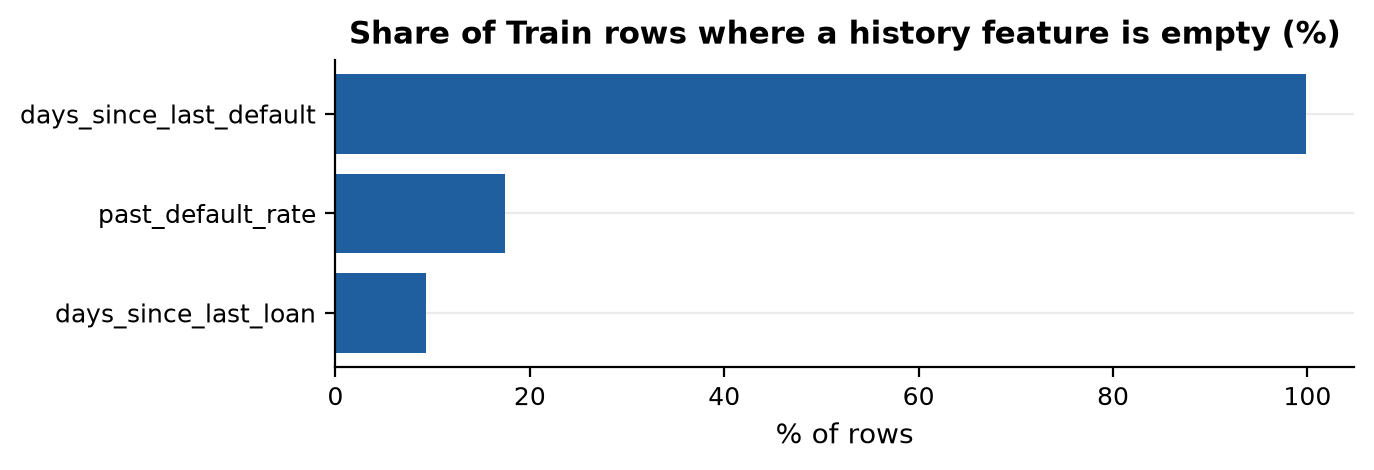 Share of Train rows where a history feature is empty (%)
days_since_last_default
past_default_rate
days_since_last_loan
0 20 40 60 80 100
% of rows